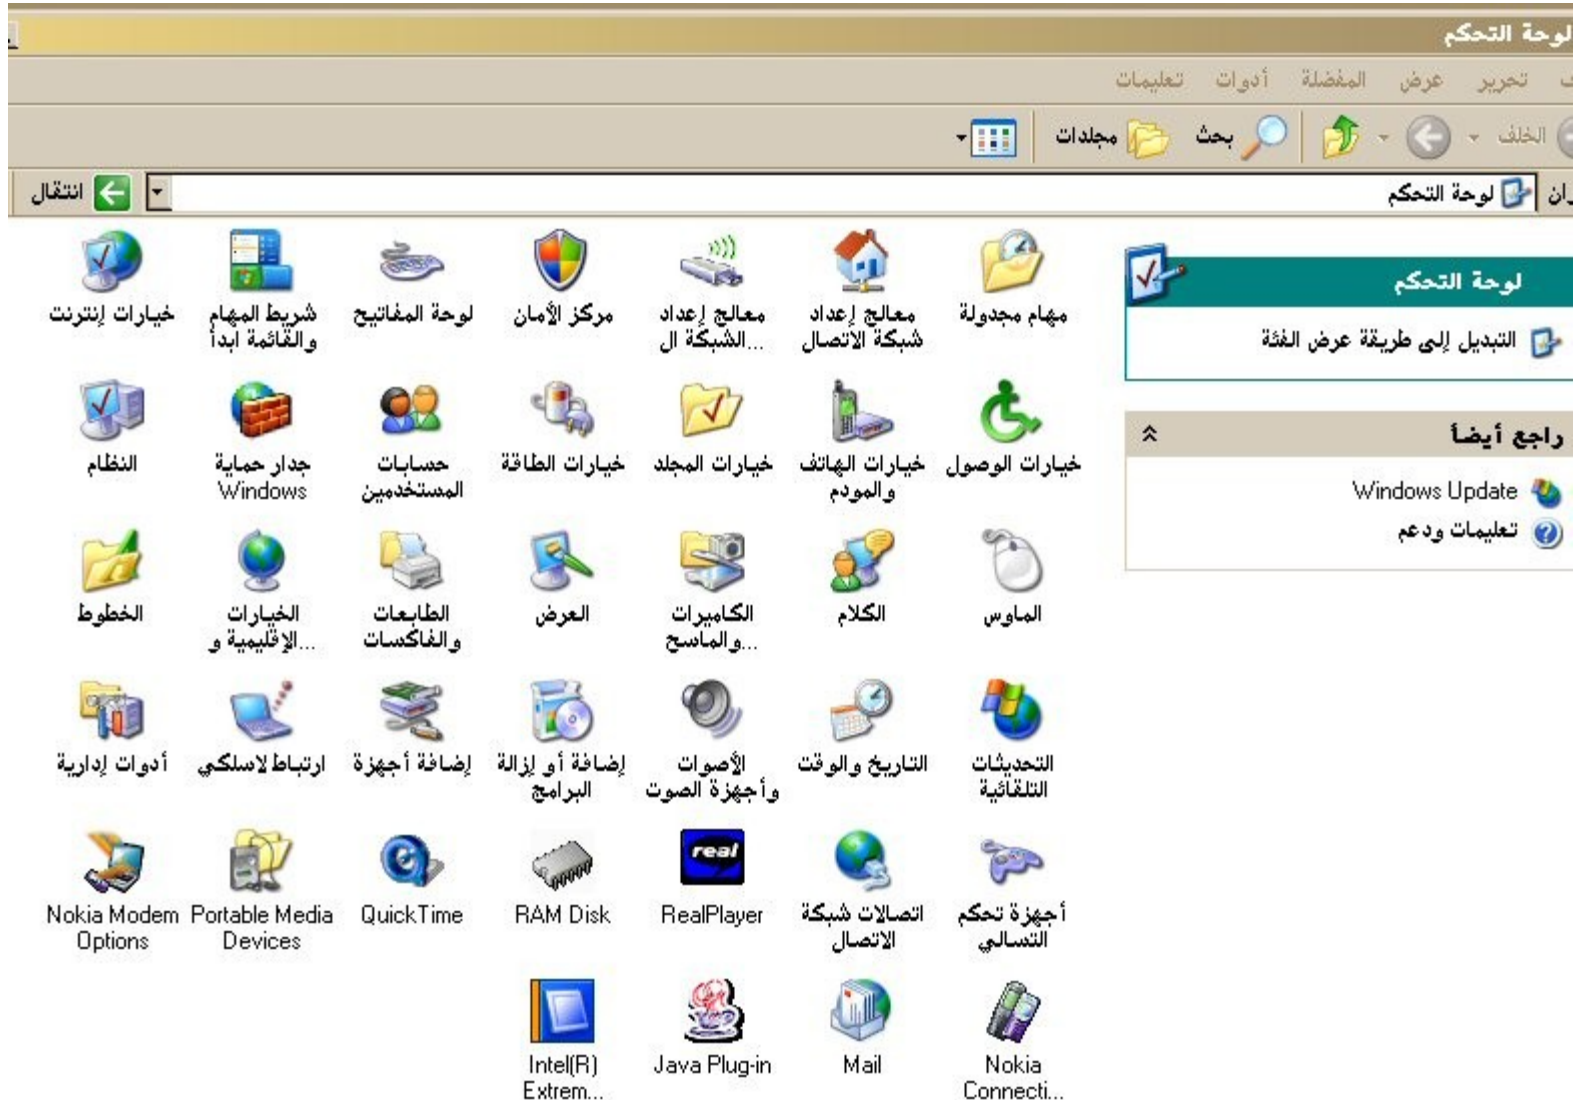 لوحة التحكم
تحرير عرض المفضلة أدوات تعليمات
الخلف بحث مجلدات
لوحة التحكم انتقال
لوحة التحكم
التبديل إلى طريقة عرض الفئة
راجع أيضاً
Windows Update
تعليمات ودعم
مهام مجدولة
معالج إعداد
شبكة الاتصال
معالج إعداد
الشبكة ال...
مركز الأمان
لوحة المفاتيح
شريط المهام
والقائمة ابدأ
خيارات إنترنت
خيارات الوصول
خيارات الهاتف
والمودم
خيارات المجلد
خيارات الطاقة
حسابات
المستخدمين
جدار حماية
Windows
النظام
الماوس
الكلام
الكاميرات
والماسح...
العرض
الطابعات
والفاكسات
الخيارات
الإقليمية و...
الخطوط
التحديثات
التلقائية
التاريخ والوقت
الأصوات
وأجهزة الصوت
إضافة أو إزالة
البرامج
إضافة أجهزة
ارتباط لاسلكي
أدوات إدارية
أجهزة تحكم
التسالي
اتصالات شبكة
الاتصال
RealPlayer
RAM Disk
QuickTime
Portable Media
Devices
Nokia Modem
Options
Nokia
Connecti...
Mail
Java Plug-in
Intel(R)
Extrem...